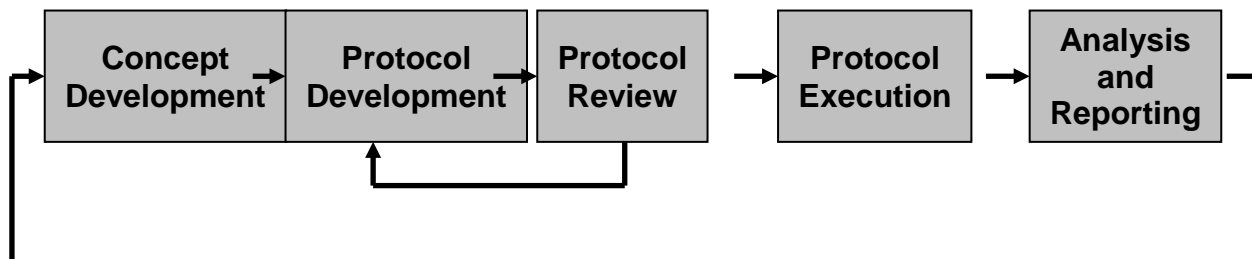 Concept
Development
Protocol
Development
Protocol
Review
Protocol
Execution
Analysis
and
Reporting